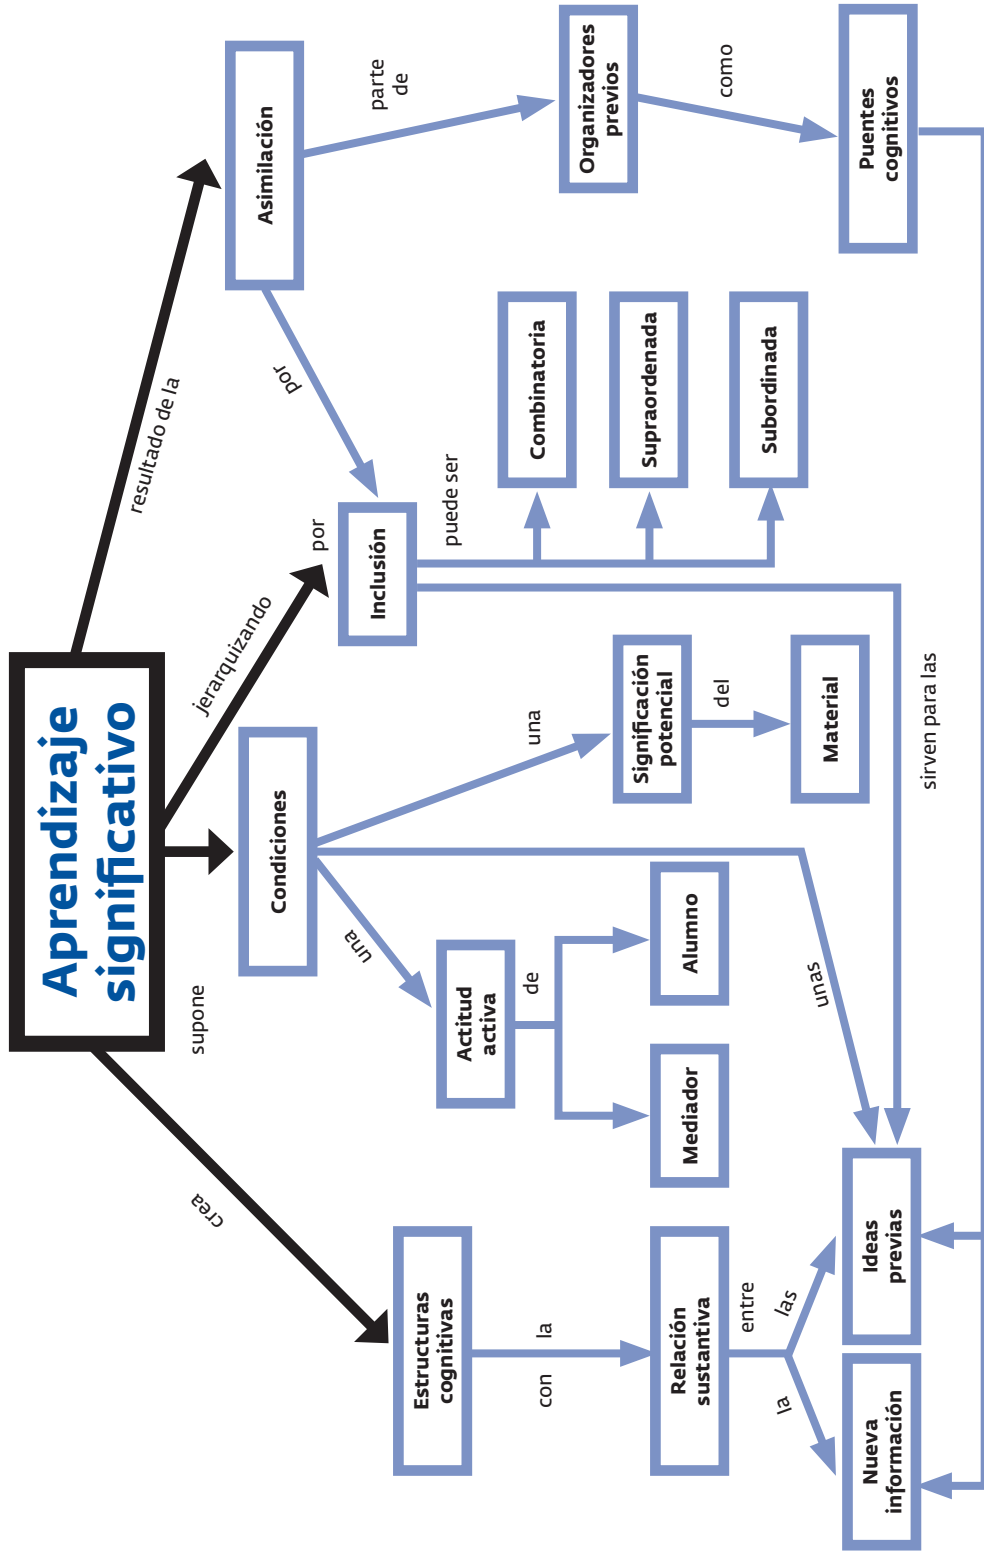 Aprendizaje
significativo
crea
supone
jerarquizando
por
resultado de la
Estructuras
cognitivas
con la
Relación
sustantiva
entre
la
las
Nueva
información
Ideas
previas
Condiciones
una
Actitud
activa
de
Mediador
Alumno
unas
una
Significación
potencial
del
Material
Inclusión
puede ser
Combinatoria
Supraordenada
Subordinada
sirven para las
Asimilación
por
parte
de
Organizadores
previos
como
Puentes
cognitivos